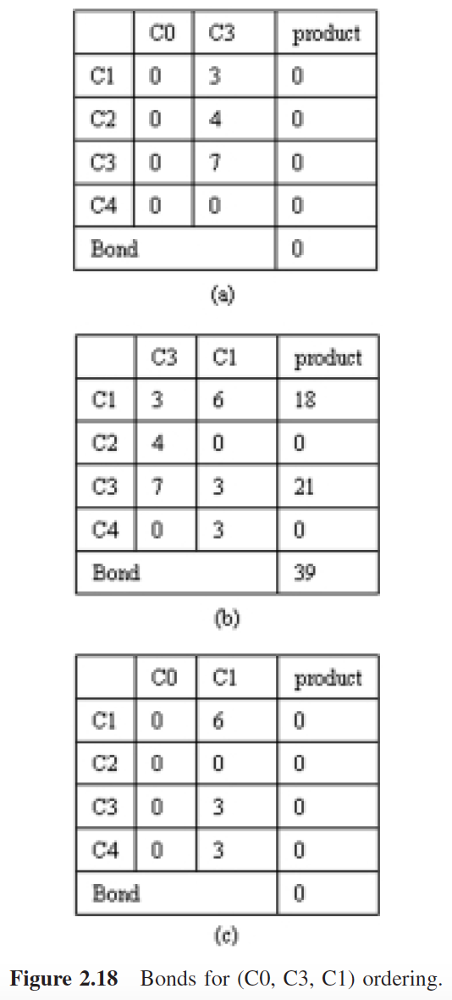 C0 C3 product
C1 0 3 0
C2 0 4 0
C3 0 7 0
C4 0 0 0
Bond 0
(a)
C3 C1 product
C1 3 6 18
C2 4 0 0
C3 7 3 21
C4 0 3 0
Bond 39
(b)
C0 C1 product
C1 0 6 0
C2 0 0 0
C3 0 3 0
C4 0 3 0
Bond 0
(c)
Figure 2.18 Bonds for (C0, C3, C1) ordering.